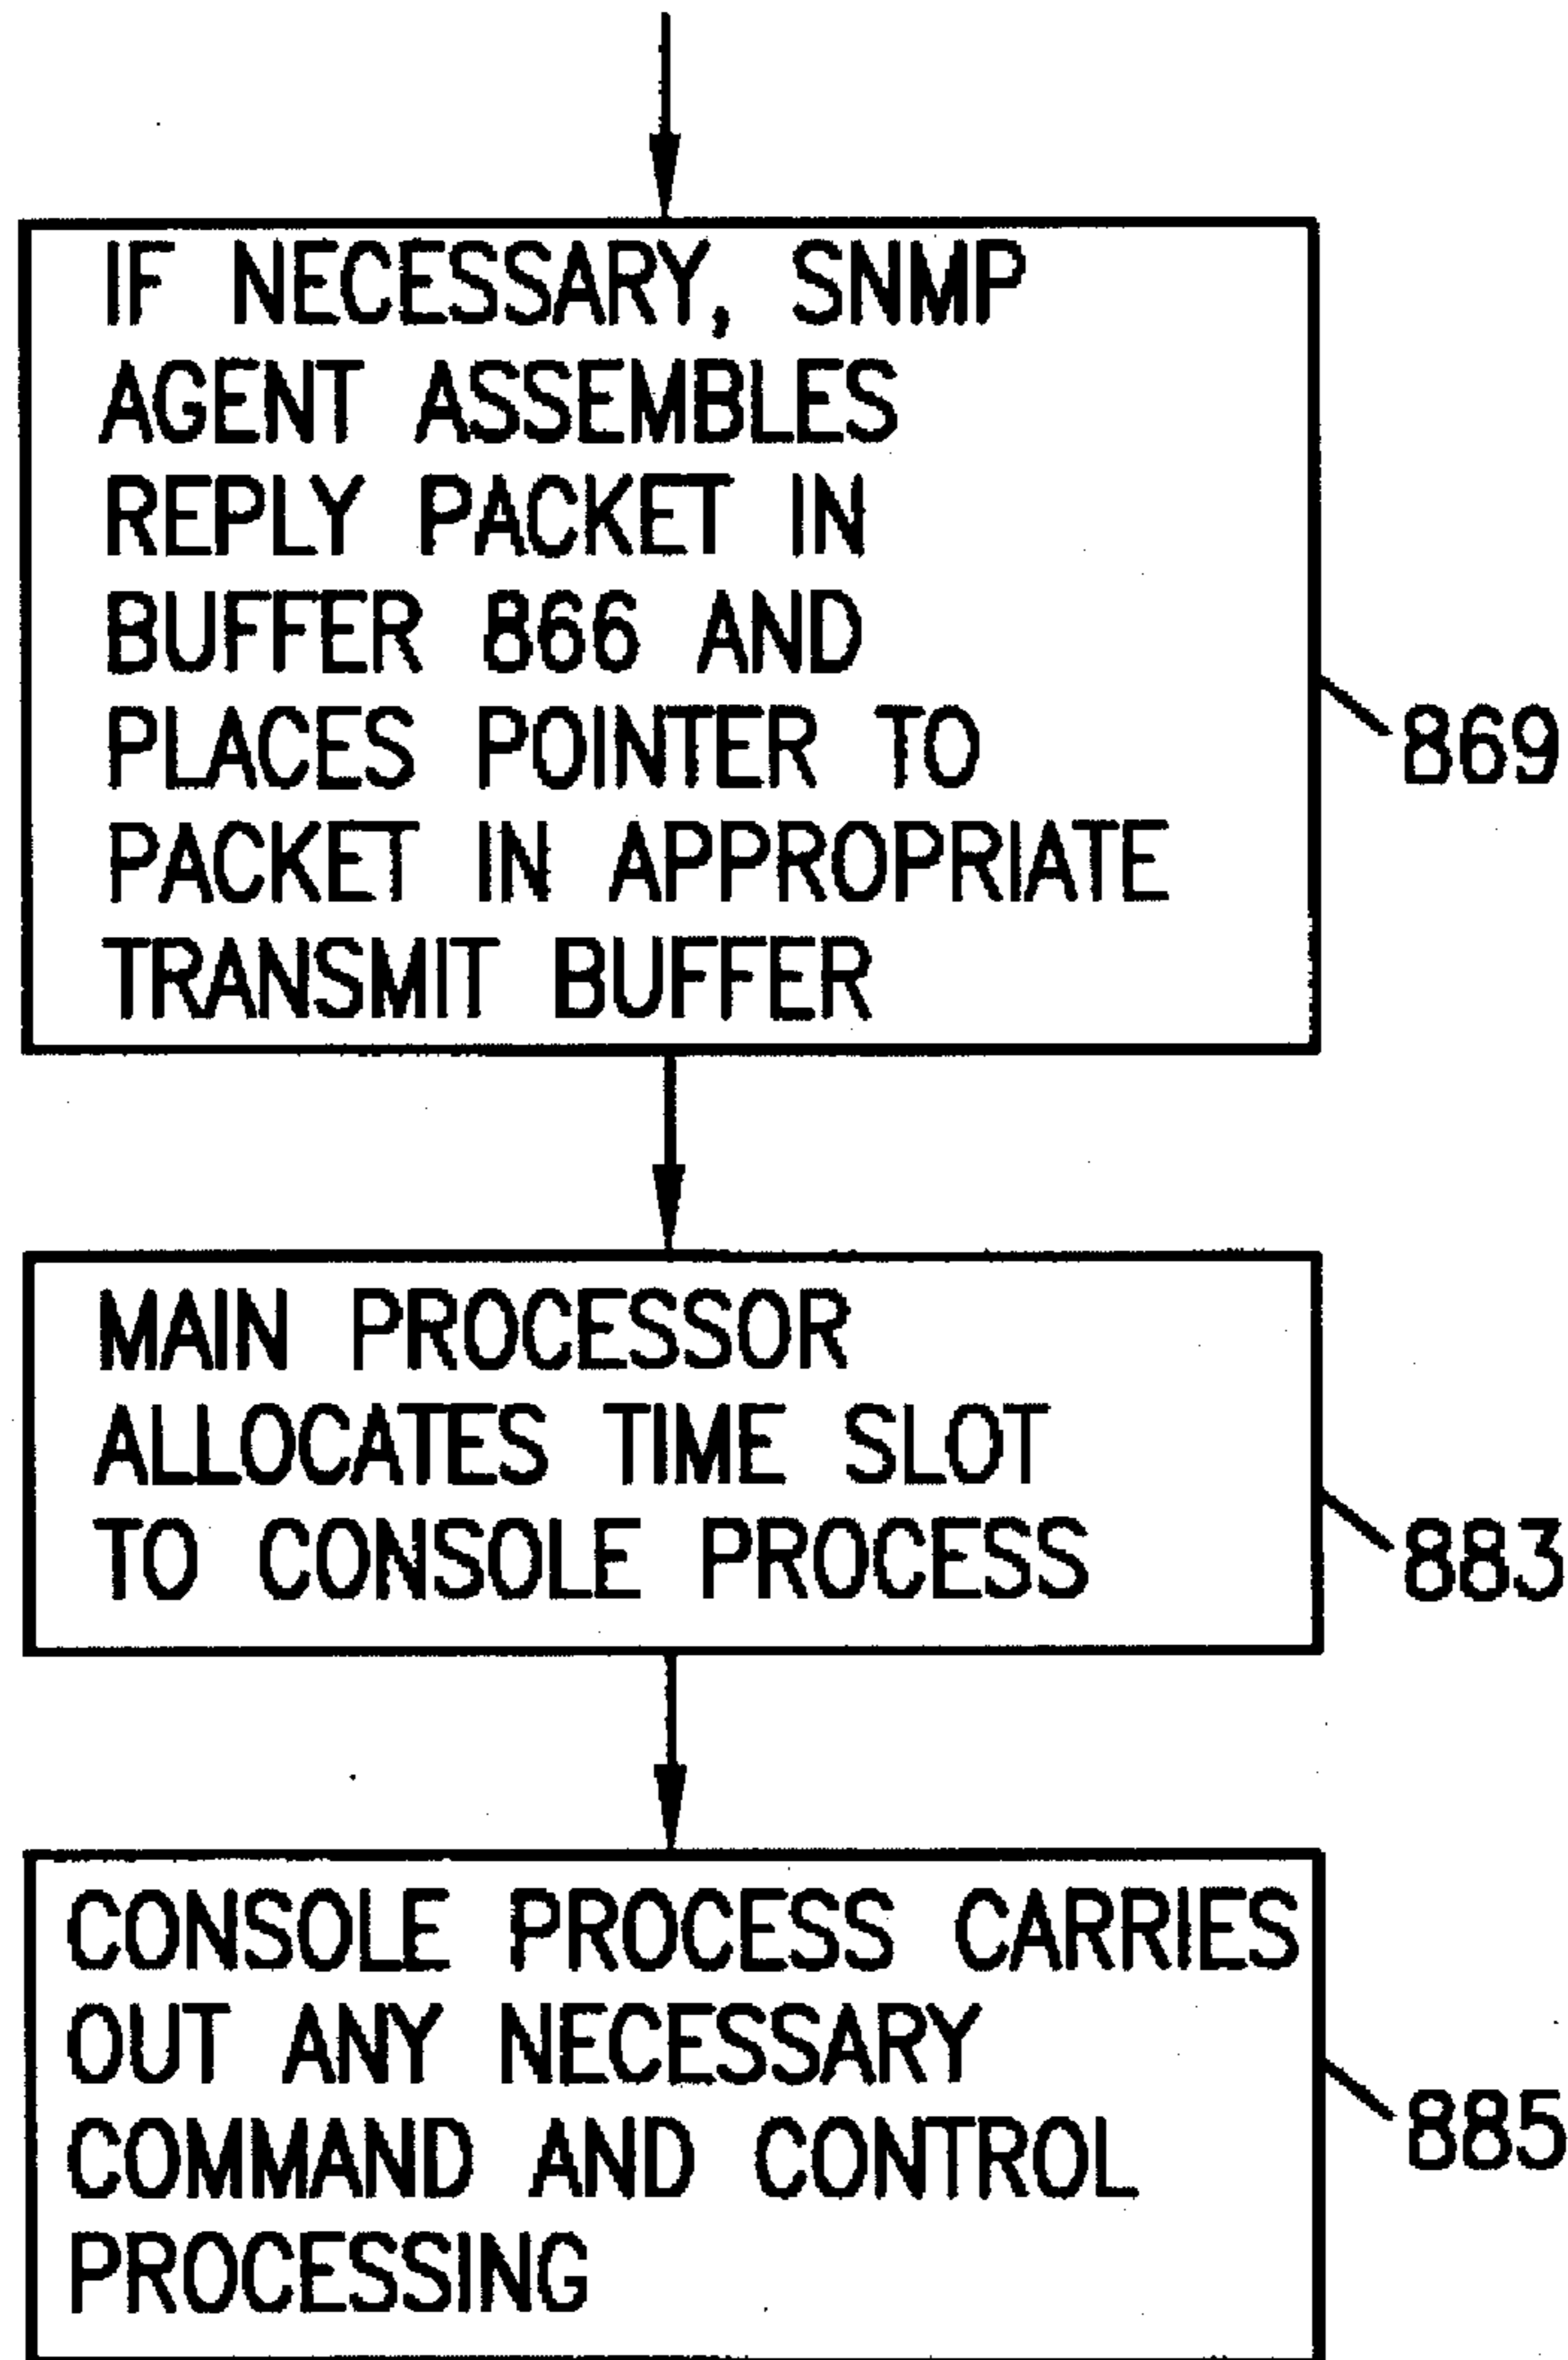 IF NECESSARY, SNMP
AGENT ASSEMBLES
REPLY PACKET IN
BUFFER 866 AND
PLACES POINTER TO
PACKET IN APPROPRIATE
TRANSMIT BUFFER
869
MAIN PROCESSOR
ALLOCATES TIME SLOT
TO CONSOLE PROCESS
883
CONSOLE PROCESS CARRIES
OUT ANY NECESSARY
COMMAND AND CONTROL
PROCESSING
885